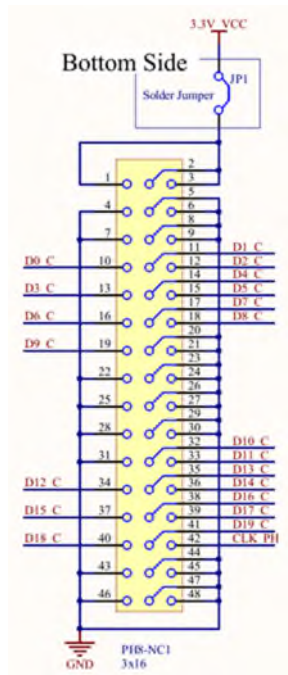 3.3V_VCC
Bottom Side
JP1
Solder Jumper
2
1 3
5
4 6
8
7 9
11 D1_C
D0_C 10 12 D2_C
14 D4_C
D3_C 13 15 D5_C
17 D7_C
D6_C 16 18 D8_C
20
D9_C 19 21
23
22 24
26
25 27
29
28 30
32 D10_C
31 33 D11_C
35 D13_C
D12_C 34 36 D14_C
38 D16_C
D15_C 37 39 D17_C
41 D19_C
D18_C 40 42 CLK_PH
44
43 45
47
46 48
GND
PH8-NC1
3x16